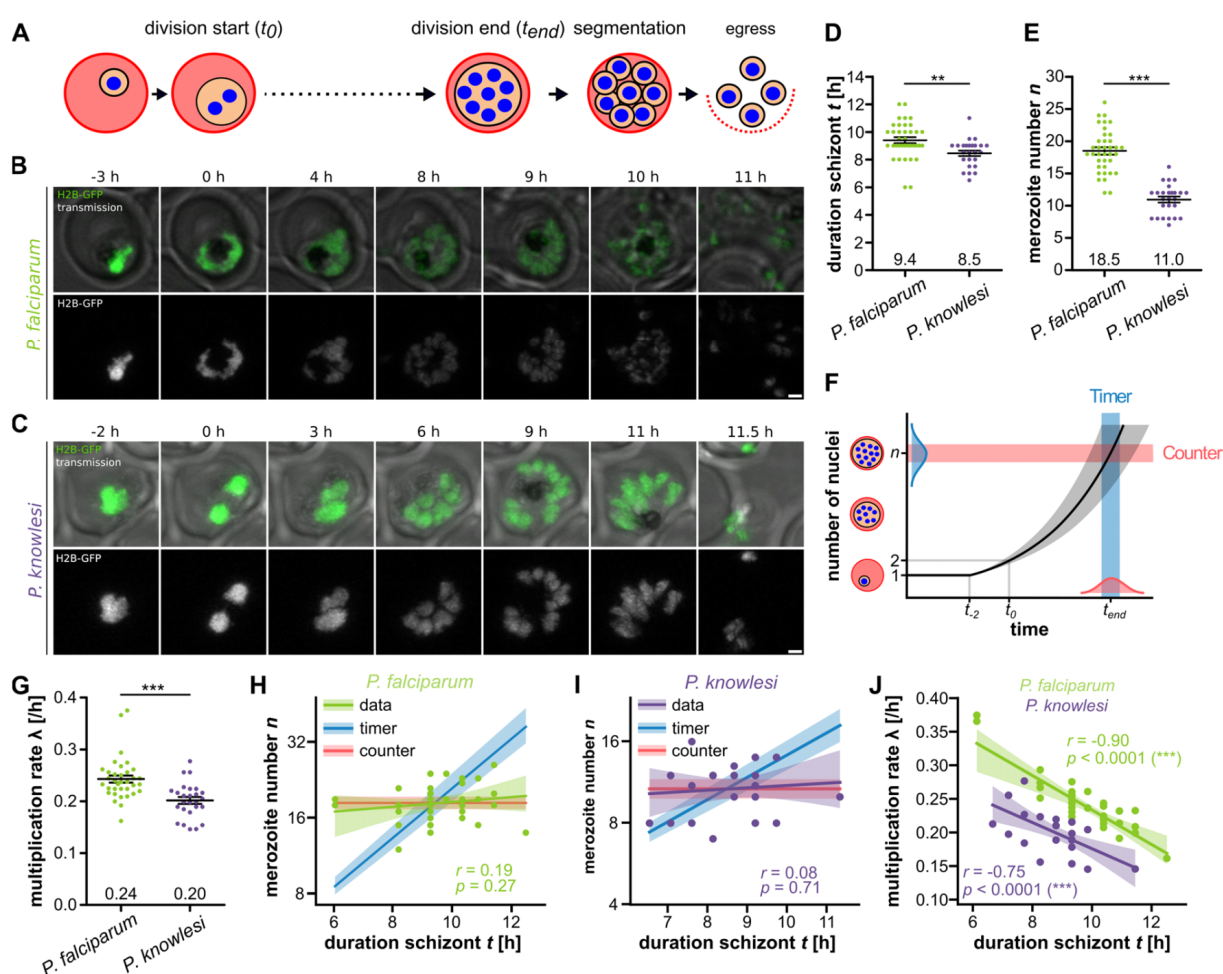 A
division start (t0)
division end (tend)
segmentation
egress
B
P. falciparum
-3 h
0 h
4 h
8 h
9 h
10 h
11 h
H2B-GFP
transmission
H2B-GFP
C
P. knowlesi
-2 h
0 h
3 h
6 h
9 h
11 h
11.5 h
H2B-GFP
transmission
H2B-GFP
D
duration schizont t [h]
14
12
10
8
6
4
2
0
**
9.4
8.5
P. falciparum
P. knowlesi
E
merozoite number n
30
25
20
15
10
5
0
***
18.5
11.0
P. falciparum
P. knowlesi
F
Timer
Counter
number of nuclei
n
2
1
t-2
t0
tend
time
G
multiplication rate λ [/h]
0.4
0.3
0.2
0.1
0.0
***
0.24
0.20
P. falciparum
P. knowlesi
H
P. falciparum
data
timer
counter
merozoite number n
32
16
8
r = 0.19
p = 0.27
6
8
10
12
duration schizont t [h]
I
P. knowlesi
data
timer
counter
merozoite number n
16
8
4
r = 0.08
p = 0.71
7
8
9
10
11
duration schizont t [h]
J
P. falciparum
P. knowlesi
multiplication rate λ [/h]
0.40
0.35
0.30
0.25
0.20
0.15
0.10
r = -0.90
p < 0.0001 (***)
r = -0.75
p < 0.0001 (***)
6
8
10
12
duration schizont t [h]